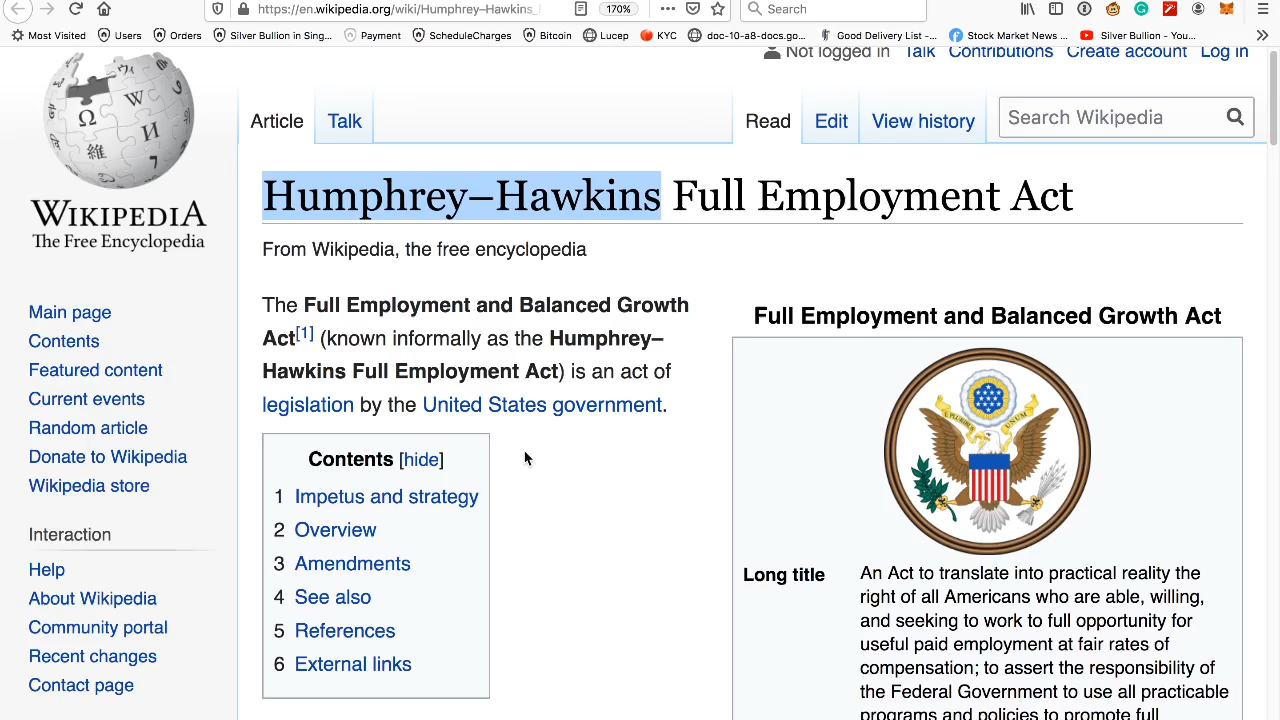 https://en.wikipedia.org/wiki/Humphrey–Hawkins_
170%
Search
Most Visited
Users
Orders
Silver Bullion in Sing...
Payment
ScheduleCharges
Bitcoin
Lucep
KYC
doc-10-a8-docs.go...
Good Delivery List -...
Stock Market News ...
Silver Bullion - You...
Not logged in
Talk
Contributions
Create account
Log in
Article
Talk
Read
Edit
View history
Search Wikipedia
WIKIPEDIA
The Free Encyclopedia
Humphrey–Hawkins Full Employment Act
From Wikipedia, the free encyclopedia
The Full Employment and Balanced Growth
Act[1] (known informally as the Humphrey–
Hawkins Full Employment Act) is an act of
legislation by the United States government.
Contents [hide]
1 Impetus and strategy
2 Overview
3 Amendments
4 See also
5 References
6 External links
Full Employment and Balanced Growth Act
E PLURIBUS UNUM
Long title
An Act to translate into practical reality the
right of all Americans who are able, willing,
and seeking to work to full opportunity for
useful paid employment at fair rates of
compensation; to assert the responsibility of
the Federal Government to use all practicable
programs and policies to promote full
Main page
Contents
Featured content
Current events
Random article
Donate to Wikipedia
Wikipedia store
Interaction
Help
About Wikipedia
Community portal
Recent changes
Contact page